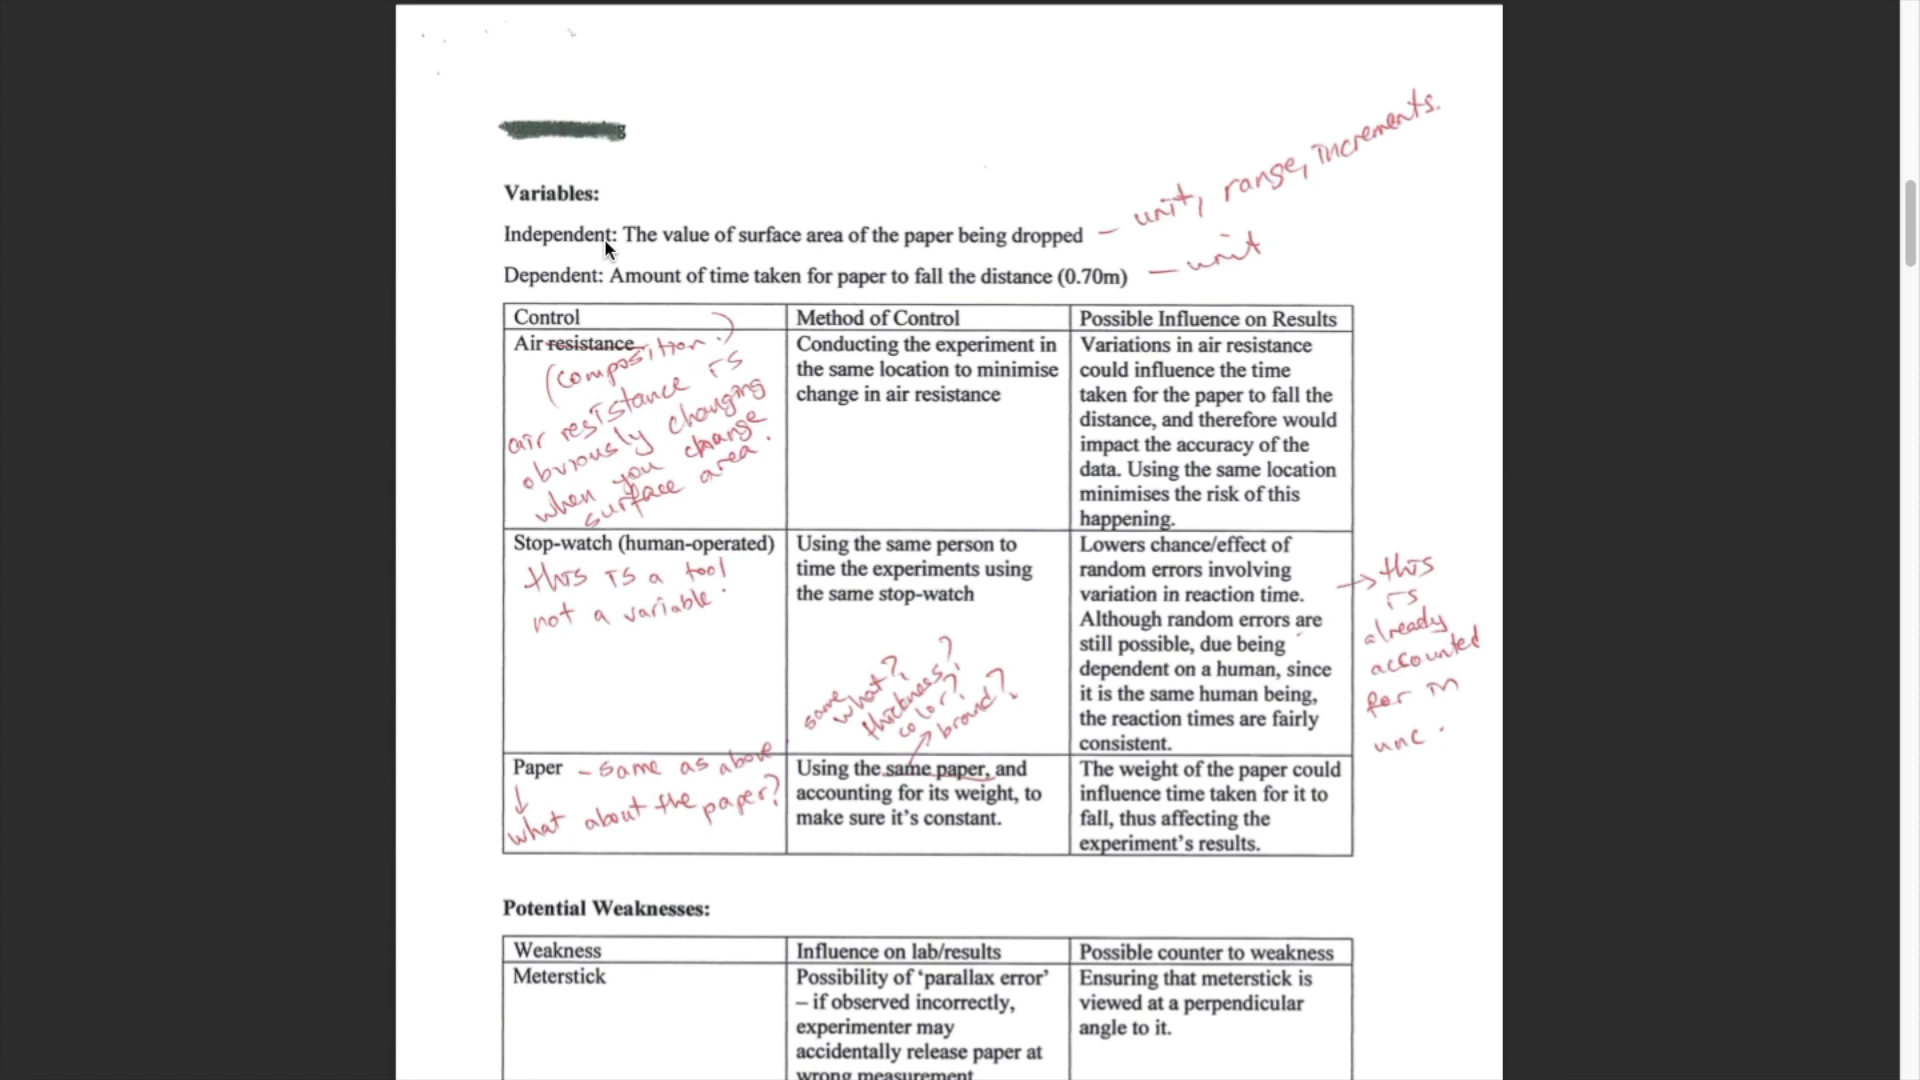 Variables:
unit, range, increments.
Independent: The value of surface area of the paper being dropped –
Dependent: Amount of time taken for paper to fall the distance (0.70m) – unit
Control
Air resistance
(composition?)
air resistance is
obviously changing
when you change
surface area.
Method of Control
Conducting the experiment in
the same location to minimise
change in air resistance
Possible Influence on Results
Variations in air resistance
could influence the time
taken for the paper to fall the
distance, and therefore would
impact the accuracy of the
data. Using the same location
minimises the risk of this
happening.
Stop-watch (human-operated)
this is a tool
not a variable.
Using the same person to
time the experiments using
the same stop-watch
Lowers chance/effect of
random errors involving
variation in reaction time.
Although random errors are
still possible, due being
dependent on a human, since
it is the same human being,
the reaction times are fairly
consistent.
→ this
is
already
accounted
for in
unc.
Paper – same as above
↓
what about the paper?
same
what?
thickness?
color?
brand?
Using the same paper, and
accounting for its weight, to
make sure it's constant.
The weight of the paper could
influence time taken for it to
fall, thus affecting the
experiment's results.
Potential Weaknesses:
Weakness
Meterstick
Influence on lab/results
Possibility of 'parallax error'
– if observed incorrectly,
experimenter may
accidentally release paper at
wrong measurement
Possible counter to weakness
Ensuring that meterstick is
viewed at a perpendicular
angle to it.